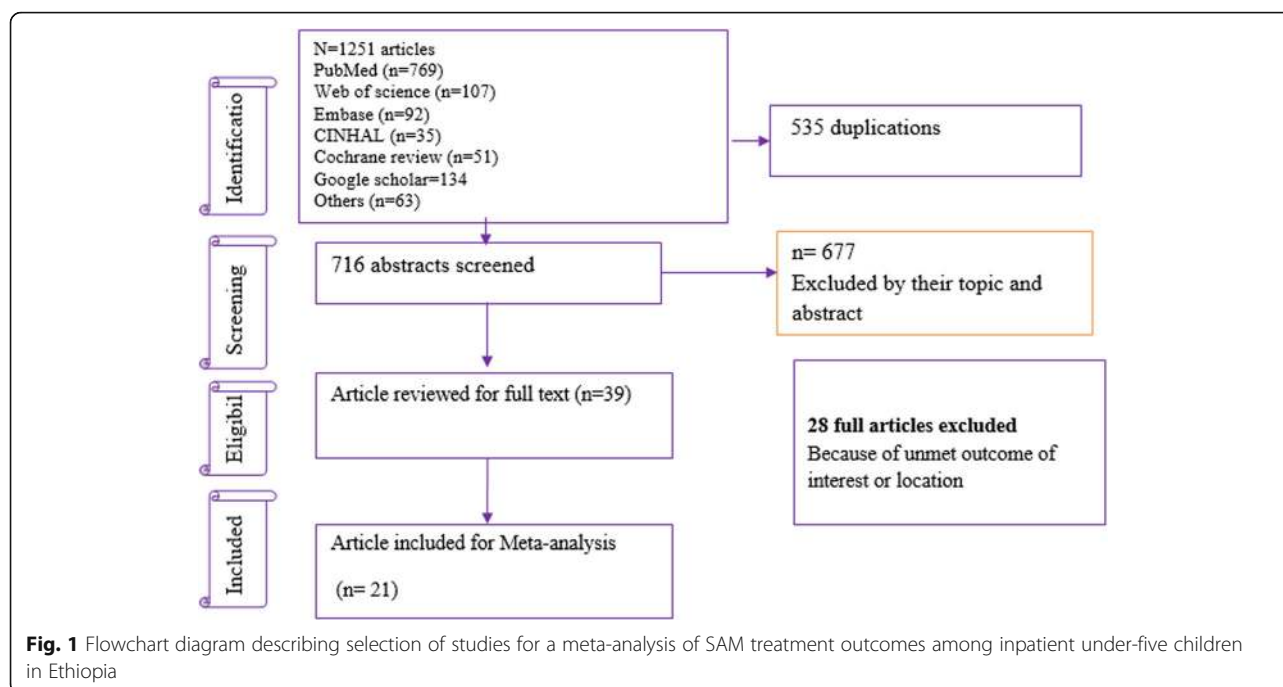 N=1251 articles
PubMed (n=769)
Web of science (n=107)
Embase (n=92)
CINHAL (n=35)
Cochrane review (n=51)
Google scholar=134
Others (n=63)
Identificatio
535 duplications
Screening
716 abstracts screened
n= 677
Excluded by their topic and
abstract
Eligibil
Article reviewed for full text (n=39)
28 full articles excluded
Because of unmet outcome of
interest or location
Included
Article included for Meta-analysis
(n= 21)
Fig. 1 Flowchart diagram describing selection of studies for a meta-analysis of SAM treatment outcomes among inpatient under-five children
in Ethiopia